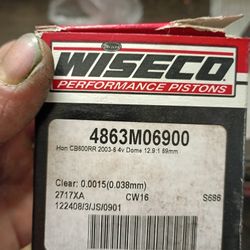 WISECO
PERFORMANCE PISTONS
4863M06900
Hon CB600RR 2003-6 4v Dome 12.9:1 69mm
Clear: 0.0015(0.038mm)
2717XA CW16 S686
122408/3/JS/0901